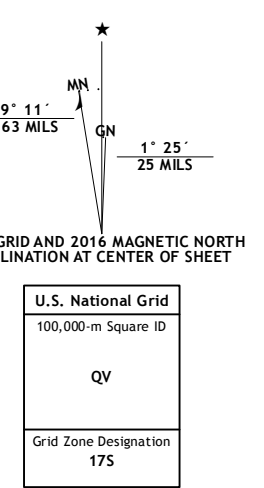 MN
9° 11´
63 MILS
GN
1° 25´
25 MILS
GRID AND 2016 MAGNETIC NORTH
LINATION AT CENTER OF SHEET
U.S. National Grid
100,000-m Square ID
QV
Grid Zone Designation
17S